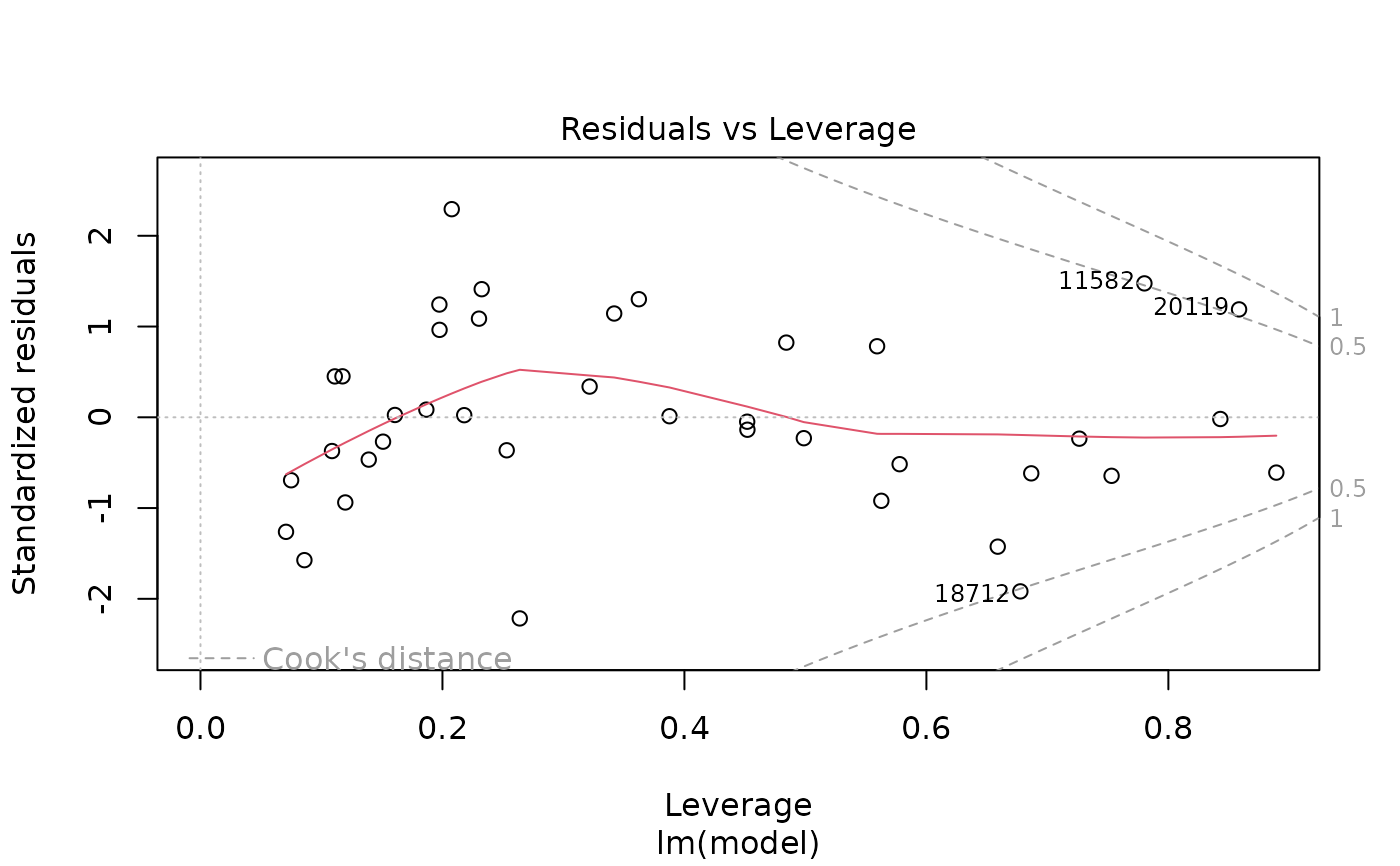 Residuals vs Leverage
Standardized residuals
2
1
0
-1
-2
11582
20119
18712
1
0.5
0.5
1
Cook's distance
0.0 0.2 0.4 0.6 0.8
Leverage
lm(model)